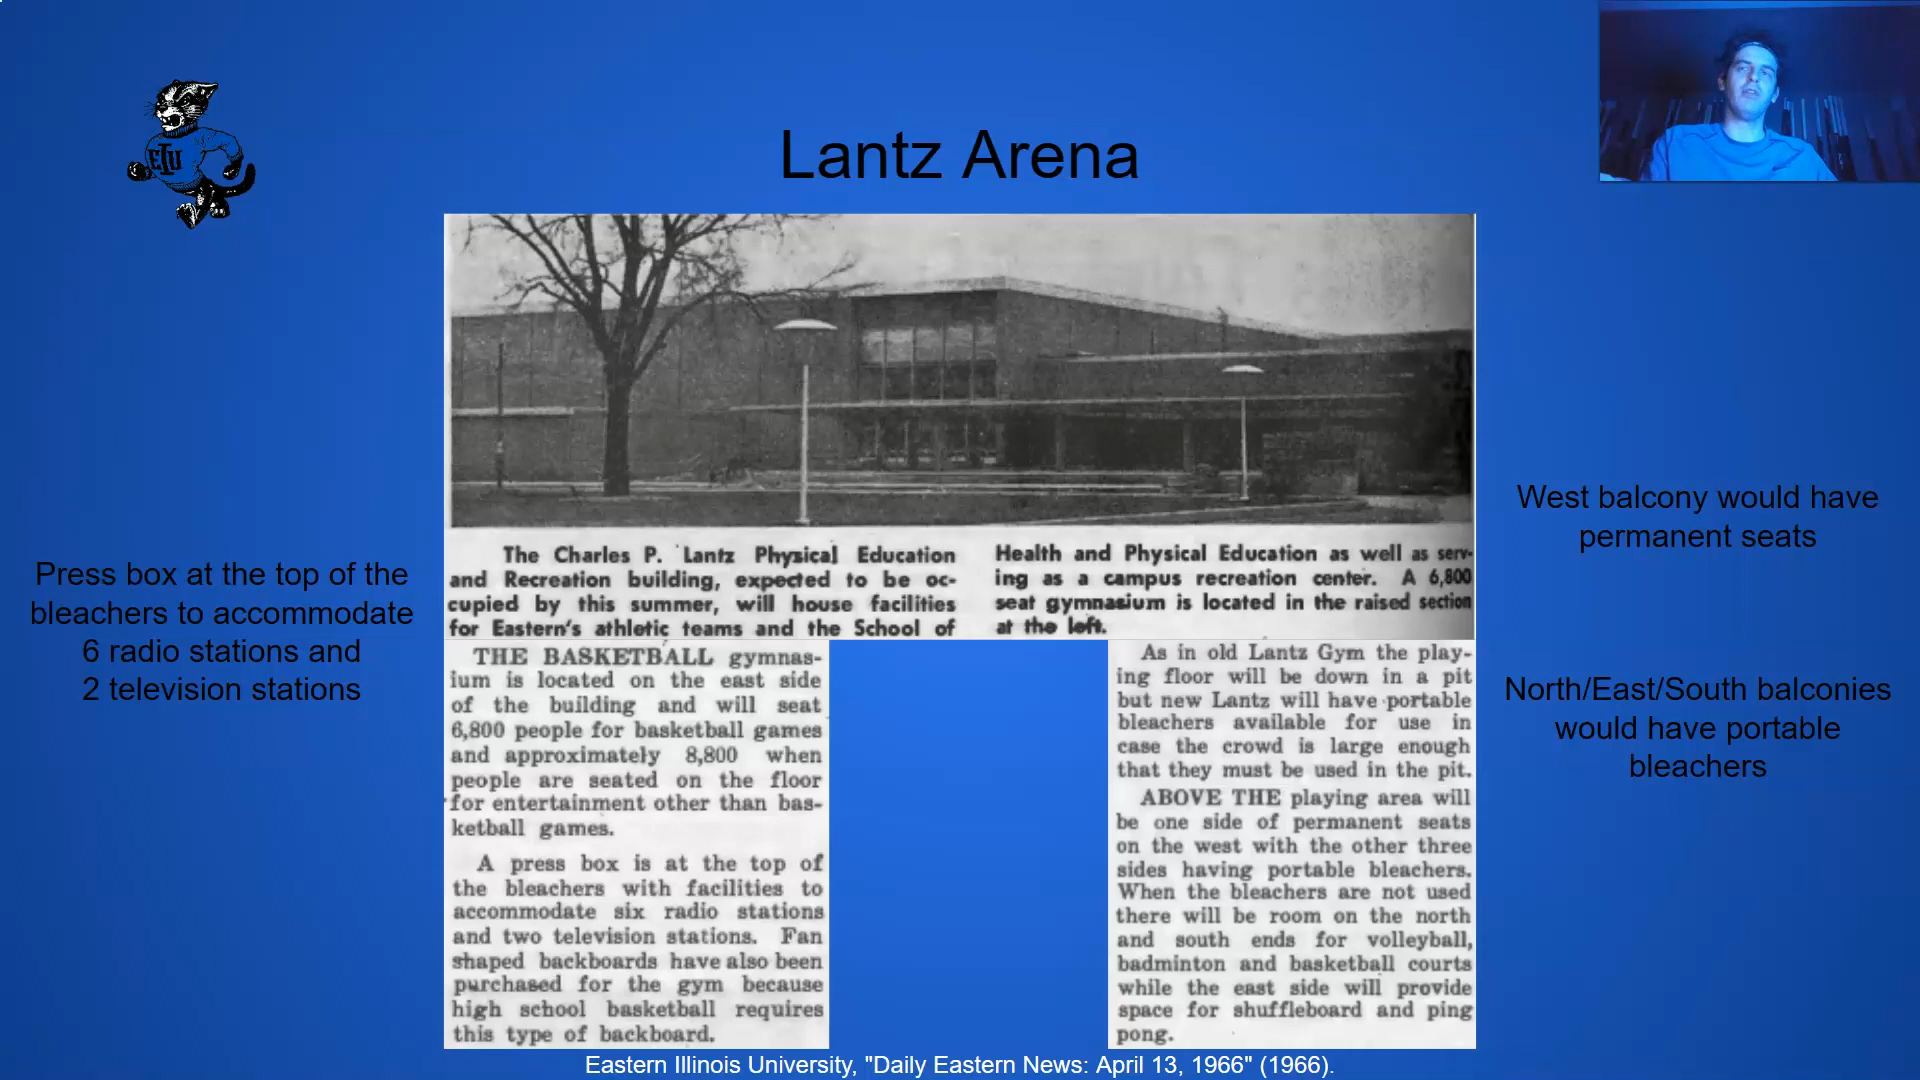 EIU
Lantz Arena
The Charles P. Lantz Physical Education
and Recreation building, expected to be oc-
cupied by this summer, will house facilities
for Eastern's athletic teams and the School of
Health and Physical Education as well as serv-
ing as a campus recreation center. A 6,800
seat gymnasium is located in the raised section
at the left.
Press box at the top of the
bleachers to accommodate
6 radio stations and
2 television stations
THE BASKETBALL gymnas-
ium is located on the east side
of the building and will seat
6,800 people for basketball games
and approximately 8,800 when
people are seated on the floor
for entertainment other than bas-
ketball games.
A press box is at the top of
the bleachers with facilities to
accommodate six radio stations
and two television stations. Fan
shaped backboards have also been
purchased for the gym because
high school basketball requires
this type of backboard.
As in old Lantz Gym the play-
ing floor will be down in a pit
but new Lantz will have portable
bleachers available for use in
case the crowd is large enough
that they must be used in the pit.
ABOVE THE playing area will
be one side of permanent seats
on the west with the other three
sides having portable bleachers.
When the bleachers are not used
there will be room on the north
and south ends for volleyball,
badminton and basketball courts
while the east side will provide
space for shuffleboard and ping
pong.
West balcony would have
permanent seats
North/East/South balconies
would have portable
bleachers
Eastern Illinois University, "Daily Eastern News: April 13, 1966" (1966).